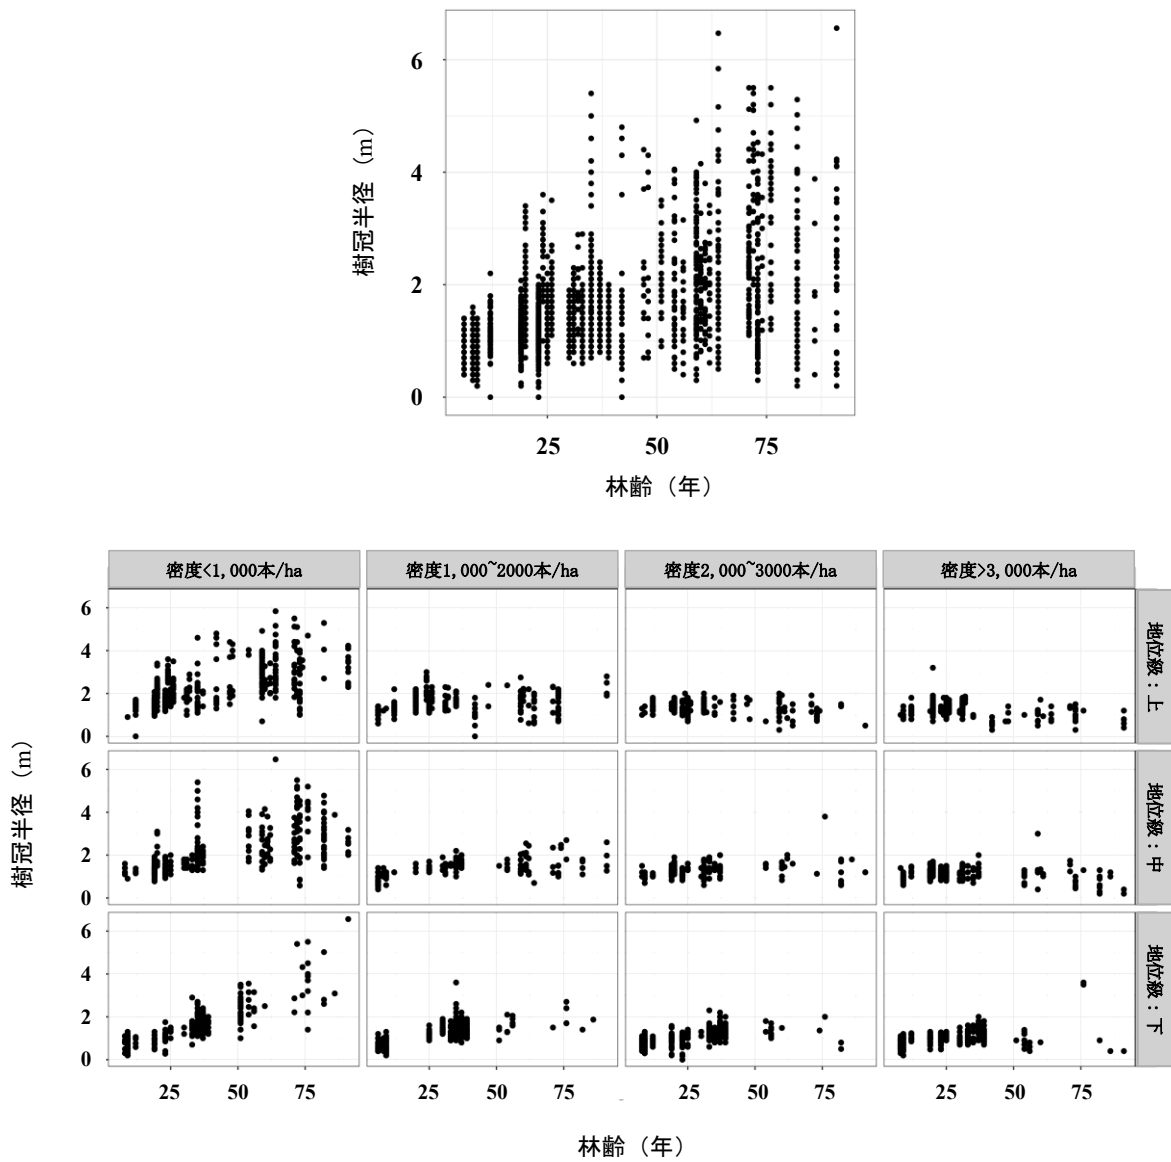 樹冠半径（m）
6
4
2
0
25 50 75
林齢（年）
密度<1,000本/ha 密度1,000~2000本/ha 密度2,000~3000本/ha 密度>3,000本/ha
樹冠半径（m）
6
4
2
0
地位級：上
6
4
2
0
地位級：中
6
4
2
0
地位級：下
25 50 75 25 50 75 25 50 75 25 50 75
林齢（年）